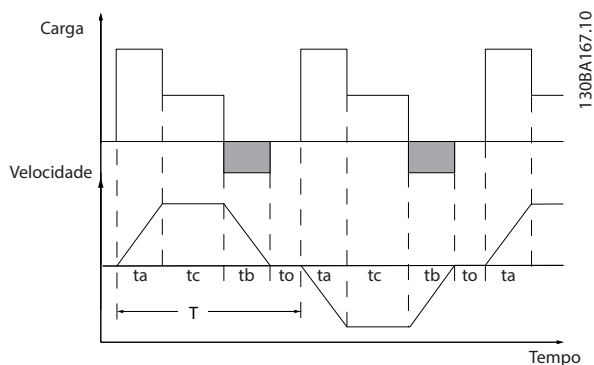 Carga
130BA167.10
Velocidade
ta tc tb to ta tc tb to ta
T
Tempo